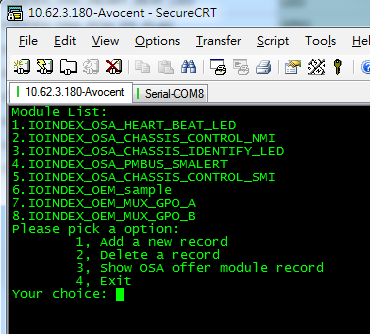 10.62.3.180-Avocent - SecureCRT
File Edit View Options Transfer Script Tools Help
10.62.3.180-Avocent Serial-COM8
Module List:
1.IOINDEX_OSA_HEART_BEAT_LED
2.IOINDEX_OSA_CHASSIS_CONTROL_NMI
3.IOINDEX_OSA_CHASSIS_IDENTIFY_LED
4.IOINDEX_OSA_PMBUS_SMALERT
5.IOINDEX_OSA_CHASSIS_CONTROL_SMI
6.IOINDEX_OEM_sample
7.IOINDEX_OEM_MUX_GPO_A
8.IOINDEX_OEM_MUX_GPO_B
Please pick a option:
1, Add a new record
2, Delete a record
3, Show OSA offer module record
4, Exit
Your choice: